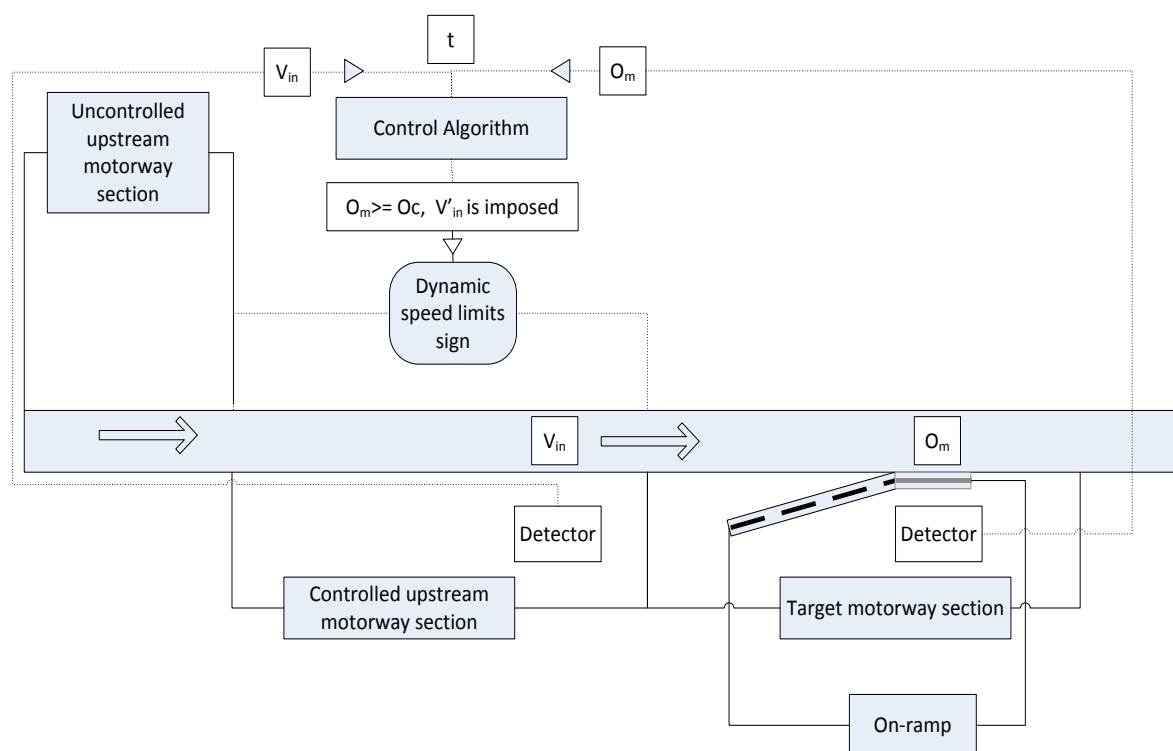 t
Vin
Om
Uncontrolled
upstream
motorway
section
Control Algorithm
Om>= Oc, V'in is imposed
Dynamic
speed limits
sign
Vin
Om
Detector
Detector
Controlled upstream
motorway section
Target motorway section
On-ramp